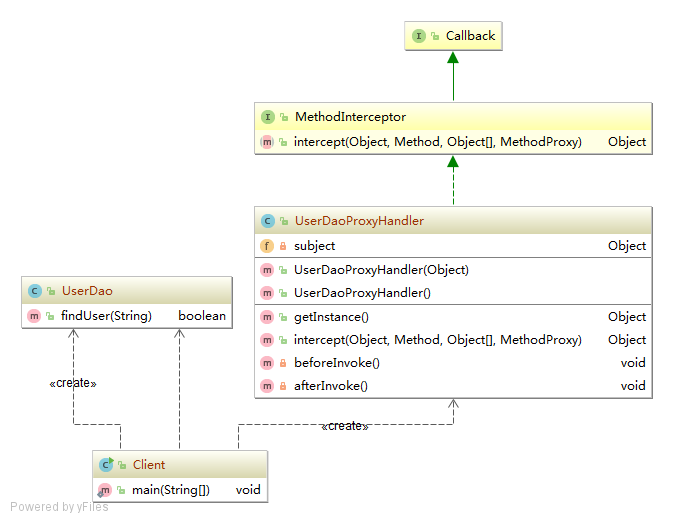 Callback
MethodInterceptor
intercept(Object, Method, Object[], MethodProxy) Object
UserDaoProxyHandler
subject Object
UserDaoProxyHandler(Object)
UserDaoProxyHandler()
getInstance() Object
intercept(Object, Method, Object[], MethodProxy) Object
beforeInvoke() void
afterInvoke() void
UserDao
findUser(String) boolean
«create»
«create»
Client
main(String[]) void
Powered by yFiles